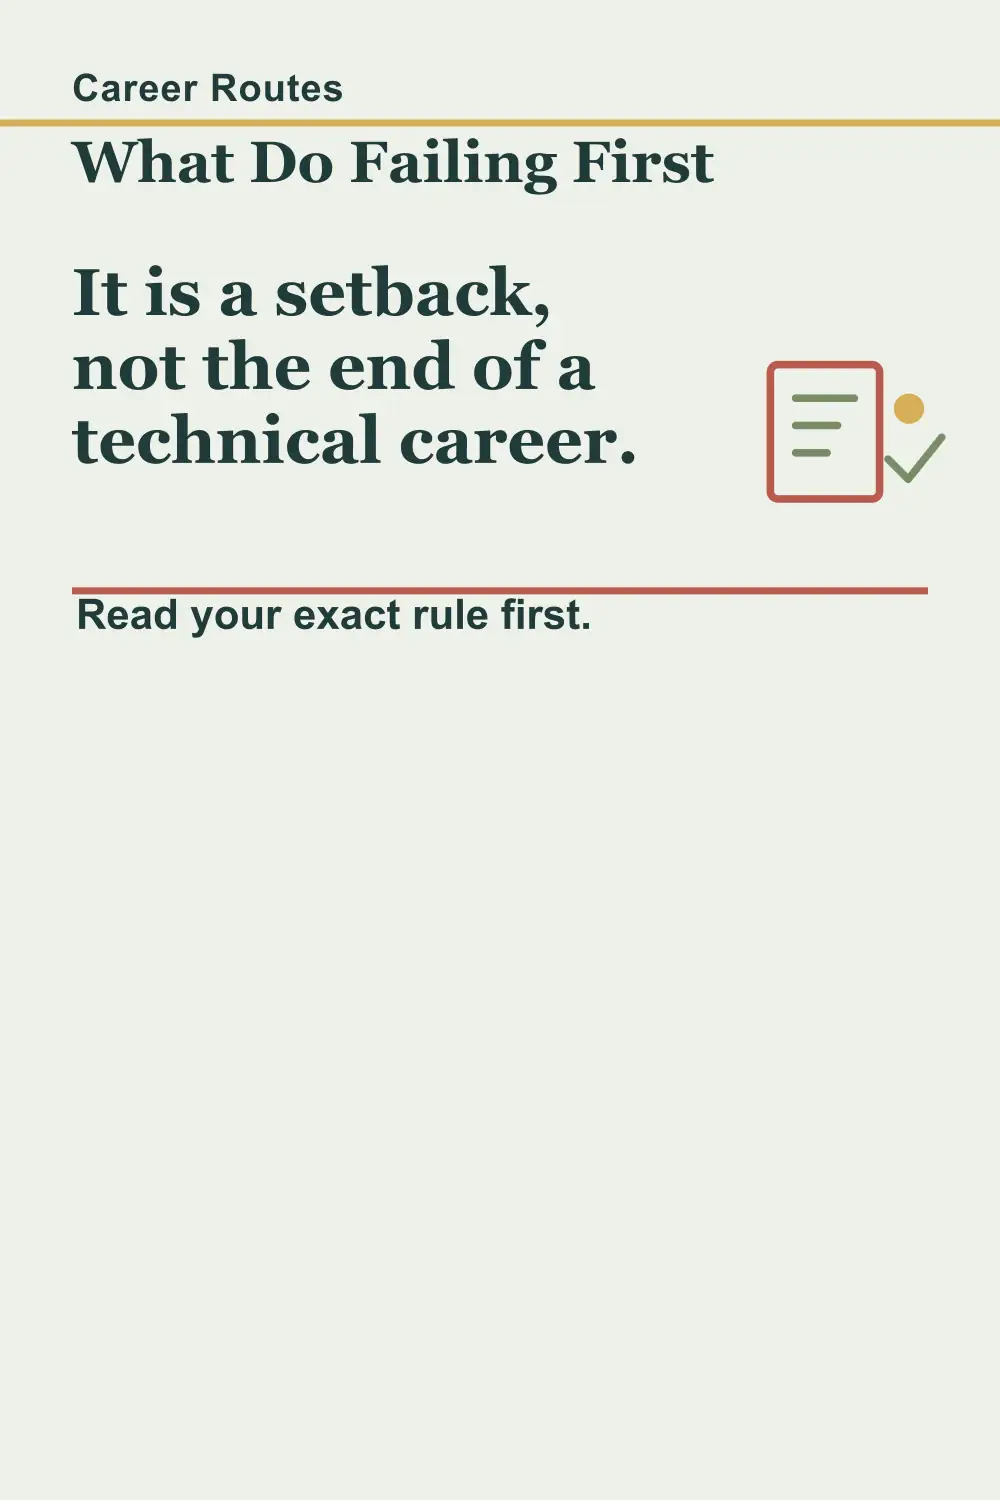 Career Routes
What Do Failing First
It is a setback,
not the end of a
technical career.
Read your exact rule first.